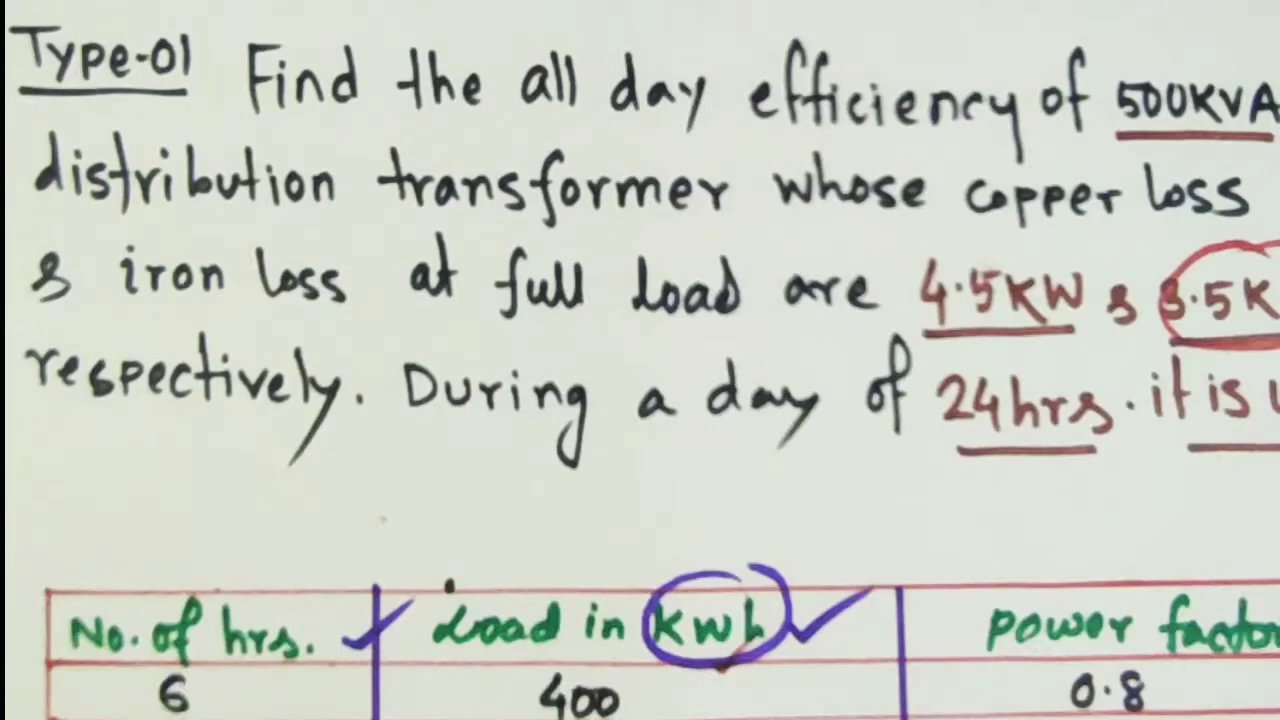 Type-01 Find the all day efficiency of 500KVA
distribution transformer whose copper loss
& iron loss at full load are 4.5KW & 3.5K
respectively. During a day of 24hrs. it is
No. of hrs. Load in kwh power factor
6 400 0.8